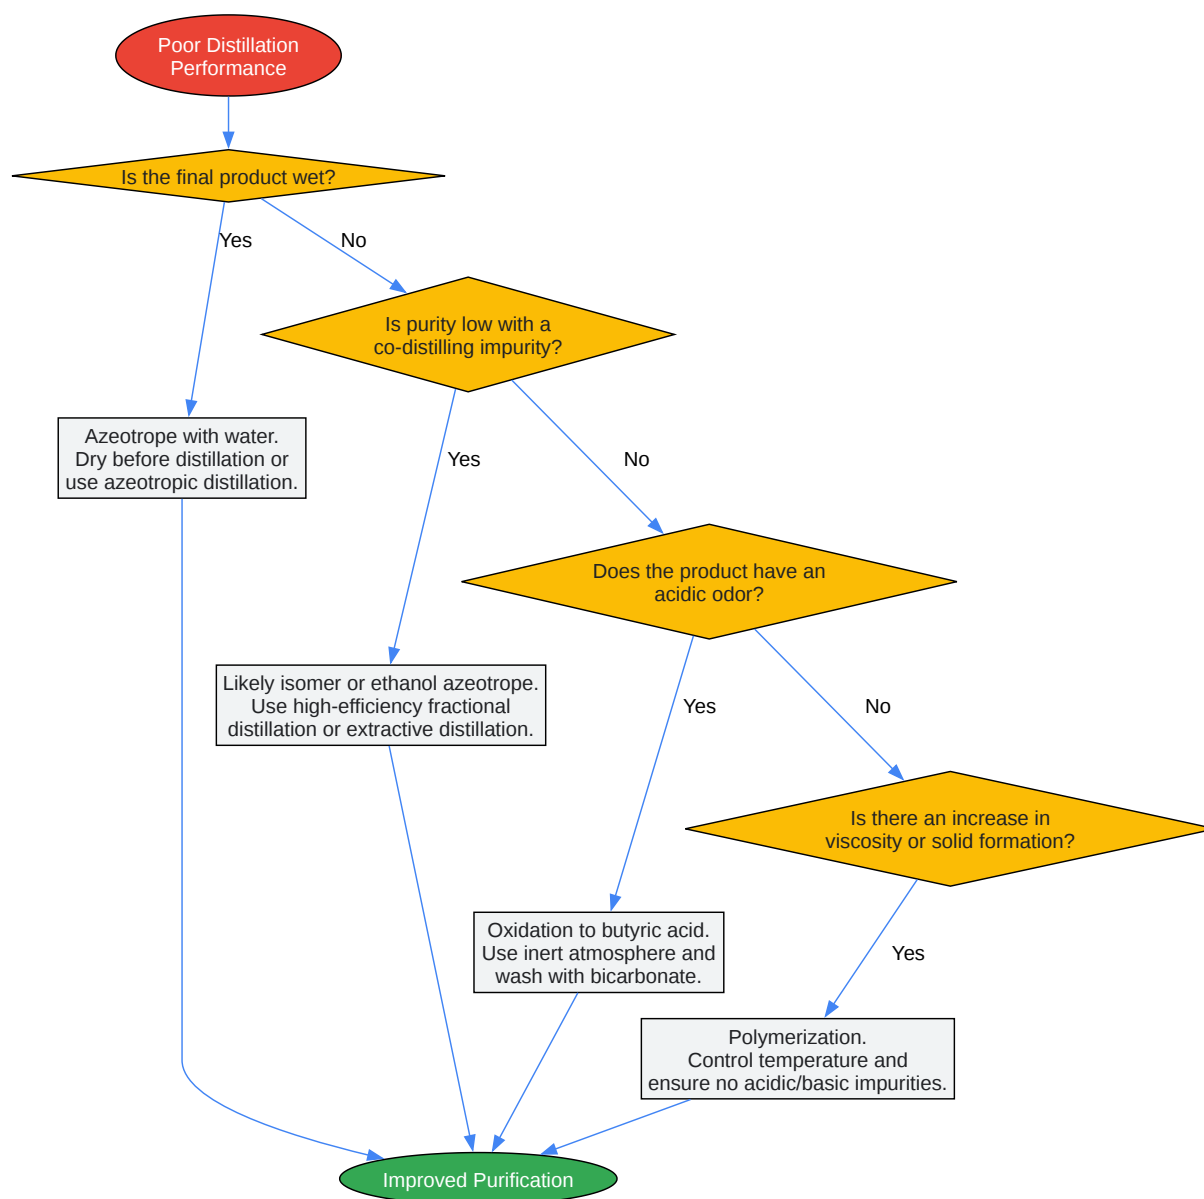 Poor Distillation
Performance
Is the final product wet?
Yes
No
Is purity low with a
co-distilling impurity?
Azeotrope with water.
Dry before distillation or
use azeotropic distillation.
Yes
No
Does the product have an
acidic odor?
Likely isomer or ethanol azeotrope.
Use high-efficiency fractional
distillation or extractive distillation.
Yes
No
Is there an increase in
viscosity or solid formation?
Oxidation to butyric acid.
Use inert atmosphere and
wash with bicarbonate.
Yes
Polymerization.
Control temperature and
ensure no acidic/basic impurities.
Improved Purification